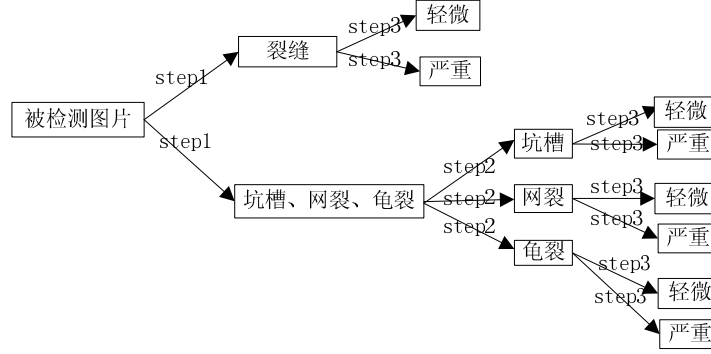 轻微
step3
裂缝
step3
严重
step1
被检测图片
step1
轻微
step3
坑槽
step3
严重
step2
坑槽、网裂、龟裂
step2
网裂
step3
轻微
step2
step3
严重
龟裂
step3
轻微
step3
严重